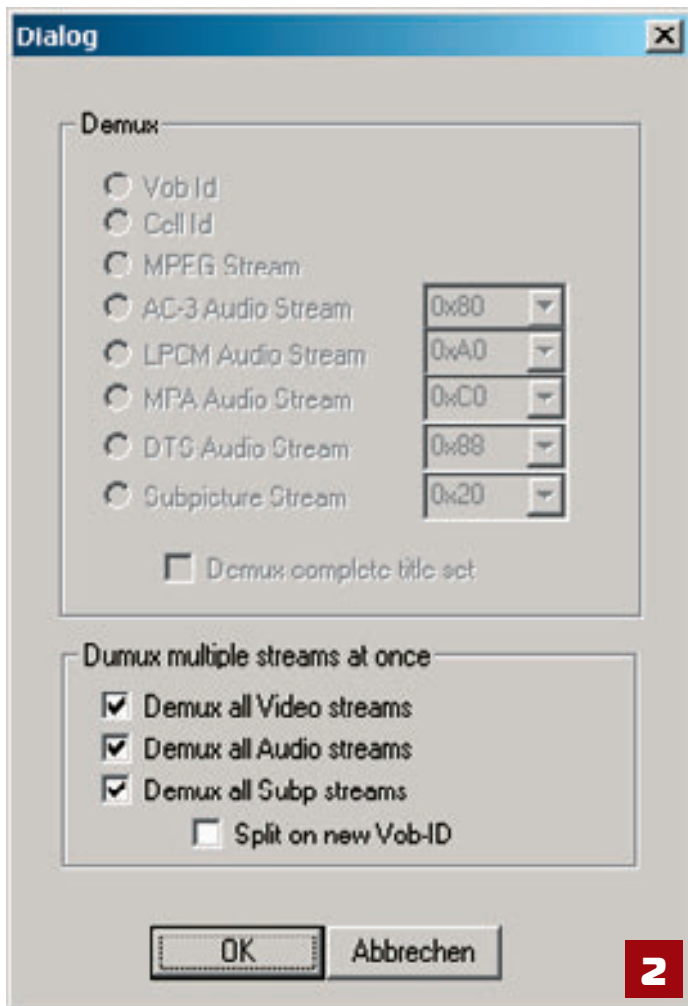 Dialog
Demux
Vob Id
Cell Id
MPEG Stream
AC-3 Audio Stream 0x80
LPCM Audio Stream 0xA0
MPA Audio Stream 0xC0
DTS Audio Stream 0x88
Subpicture Stream 0x20
Demux complete title set
Dumux multiple streams at once
Demux all Video streams
Demux all Audio streams
Demux all Subp streams
Split on new Vob-ID
OK Abbrechen
2